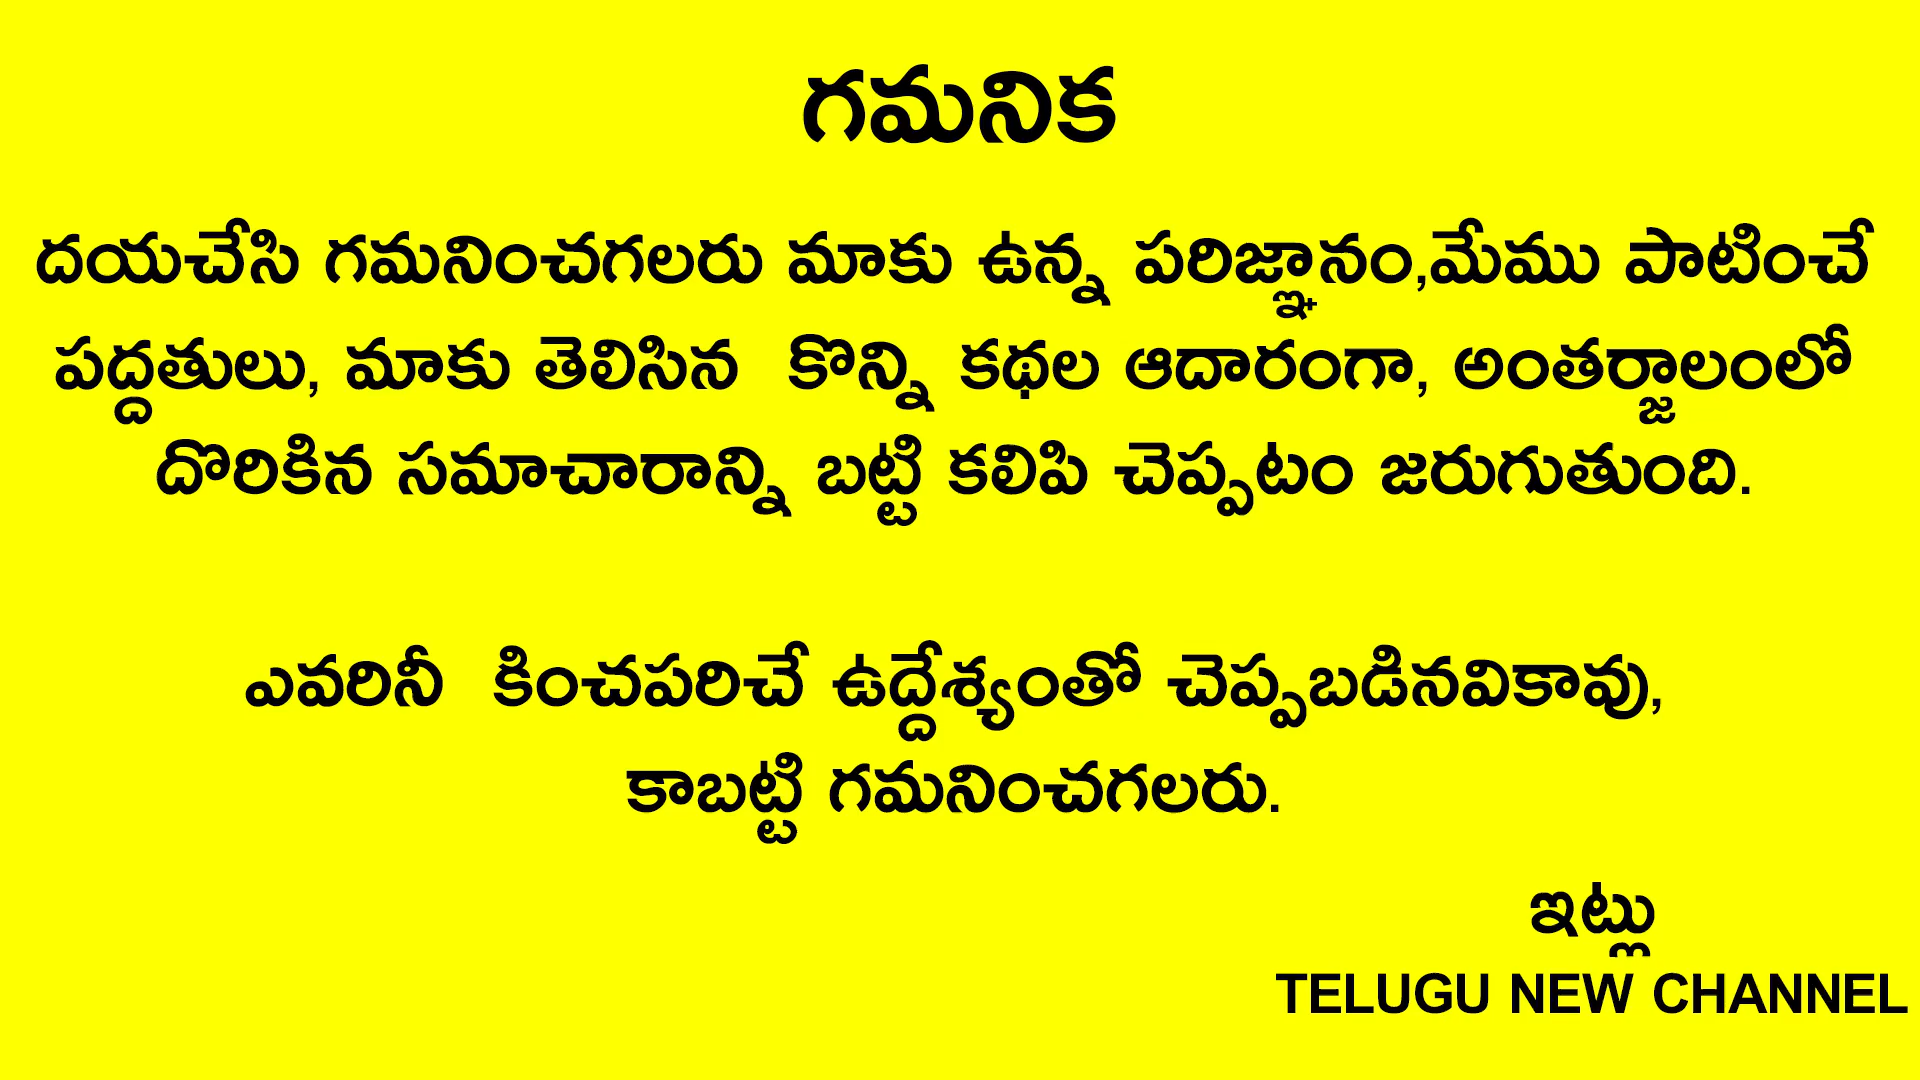 గమనిక
దయచేసి గమనించగలరు మాకు ఉన్న పరిజ్ఞానం,మేము పాటించే
పద్దతులు, మాకు తెలిసిన కొన్ని కథల ఆదారంగా, అంతర్జాలంలో
దొరికిన సమాచారాన్ని బట్టి కలిపి చెప్పటం జరుగుతుంది.
ఎవరినీ కించపరిచే ఉద్దేశ్యంతో చెప్పబడినవికావు,
కాబట్టి గమనించగలరు.
ఇట్లు
TELUGU NEW CHANNEL